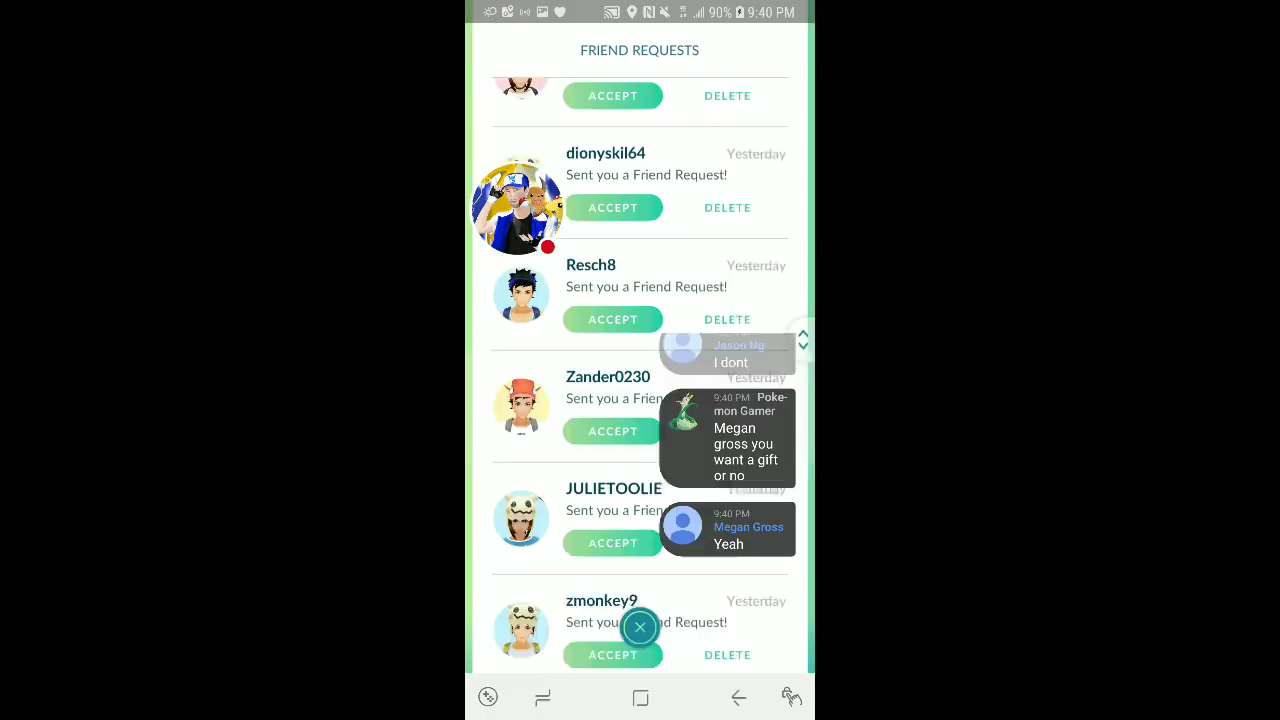 90% 9:40 PM
FRIEND REQUESTS
ACCEPT DELETE
dionyskil64 Yesterday
Sent you a Friend Request!
ACCEPT DELETE
Resch8 Yesterday
Sent you a Friend Request!
ACCEPT DELETE
Jason Ng
I dont
Zander0230 Yesterday
Sent you a Frien
ACCEPT
9:40 PM Poke-
mon Gamer
Megan
gross you
want a gift
or no
JULIETOOLIE
Sent you a Frien
ACCEPT
9:40 PM
Megan Gross
Yeah
zmonkey9 Yesterday
Sent you d Request!
ACCEPT DELETE